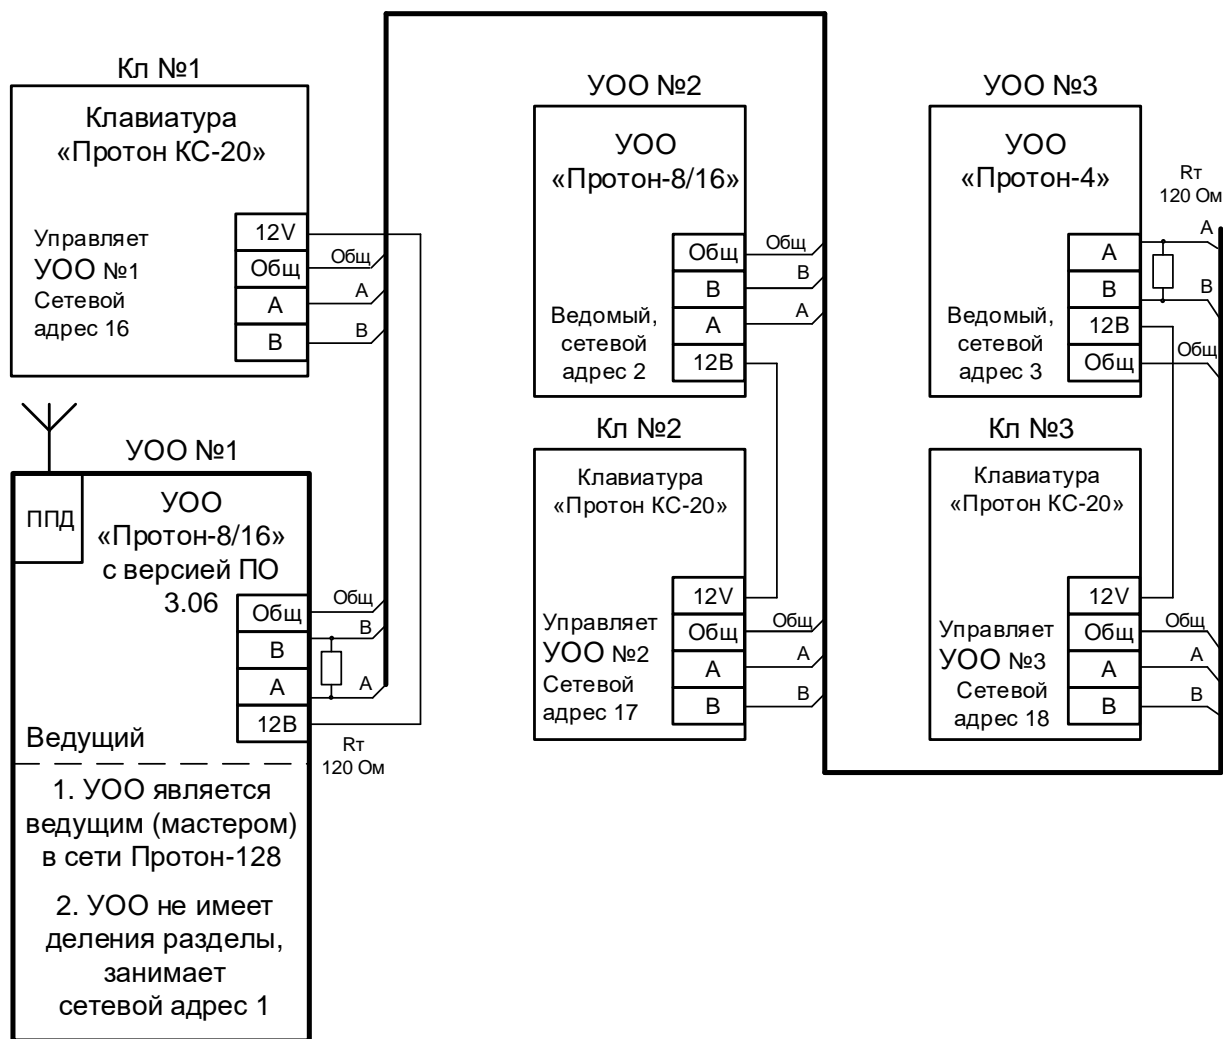 Кл №1
Клавиатура
«Протон КС-20»
Управляет
УОО №1
Сетевой
адрес 16
12V
Общ
А
В
Общ
А
В
УОО №1
ППД
УОО
«Протон-8/16»
с версией ПО
3.06
Общ
В
А
12В
Общ
В
А
Rт
120 Ом
Ведущий
1. УОО является
ведущим (мастером)
в сети Протон-128
2. УОО не имеет
деления разделы,
занимает
сетевой адрес 1
УОО №2
УОО
«Протон-8/16»
Ведомый,
сетевой
адрес 2
Общ
В
А
12В
Общ
В
А
Кл №2
Клавиатура
«Протон КС-20»
Управляет
УОО №2
Сетевой
адрес 17
12V
Общ
А
В
Общ
А
В
УОО №3
УОО
«Протон-4»
Ведомый,
сетевой
адрес 3
А
В
12В
Общ
Rт
120 Ом
А
В
Общ
Кл №3
Клавиатура
«Протон КС-20»
Управляет
УОО №3
Сетевой
адрес 18
12V
Общ
А
В
Общ
А
В